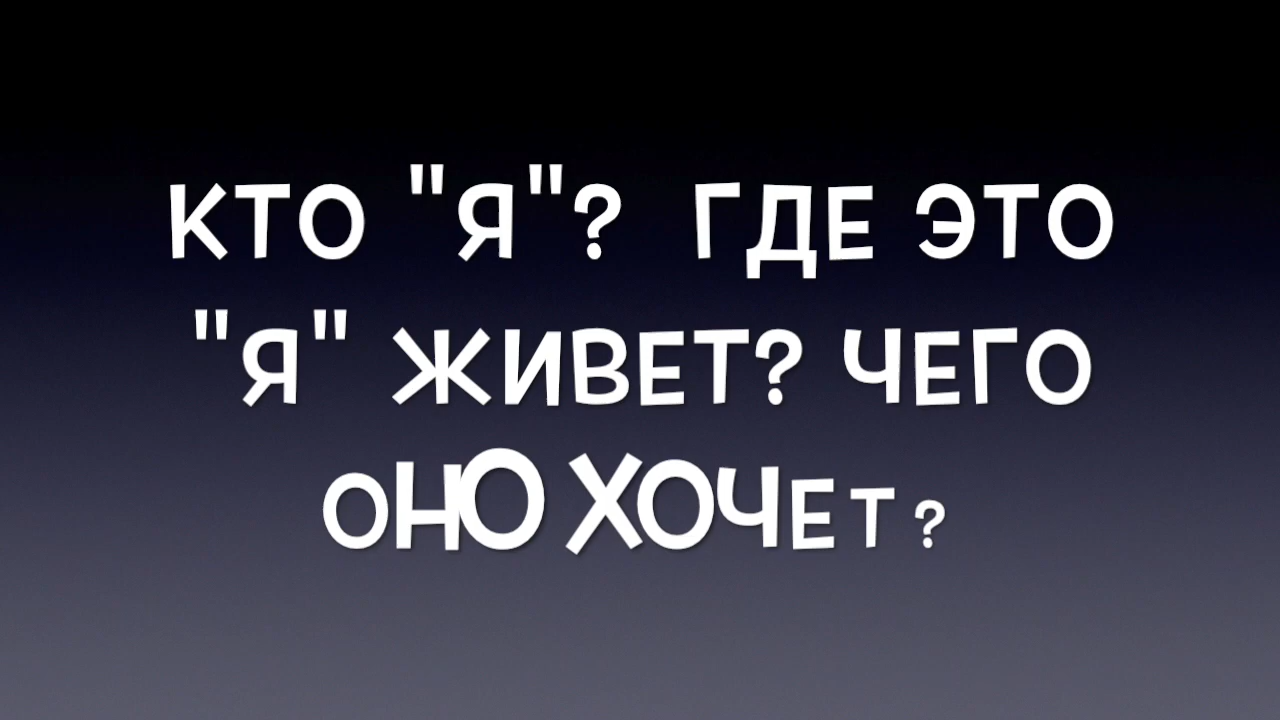 КТО "Я"? ГДЕ ЭТО
"Я" ЖИВЕТ? ЧЕГО
ОНО ХОЧЕТ?